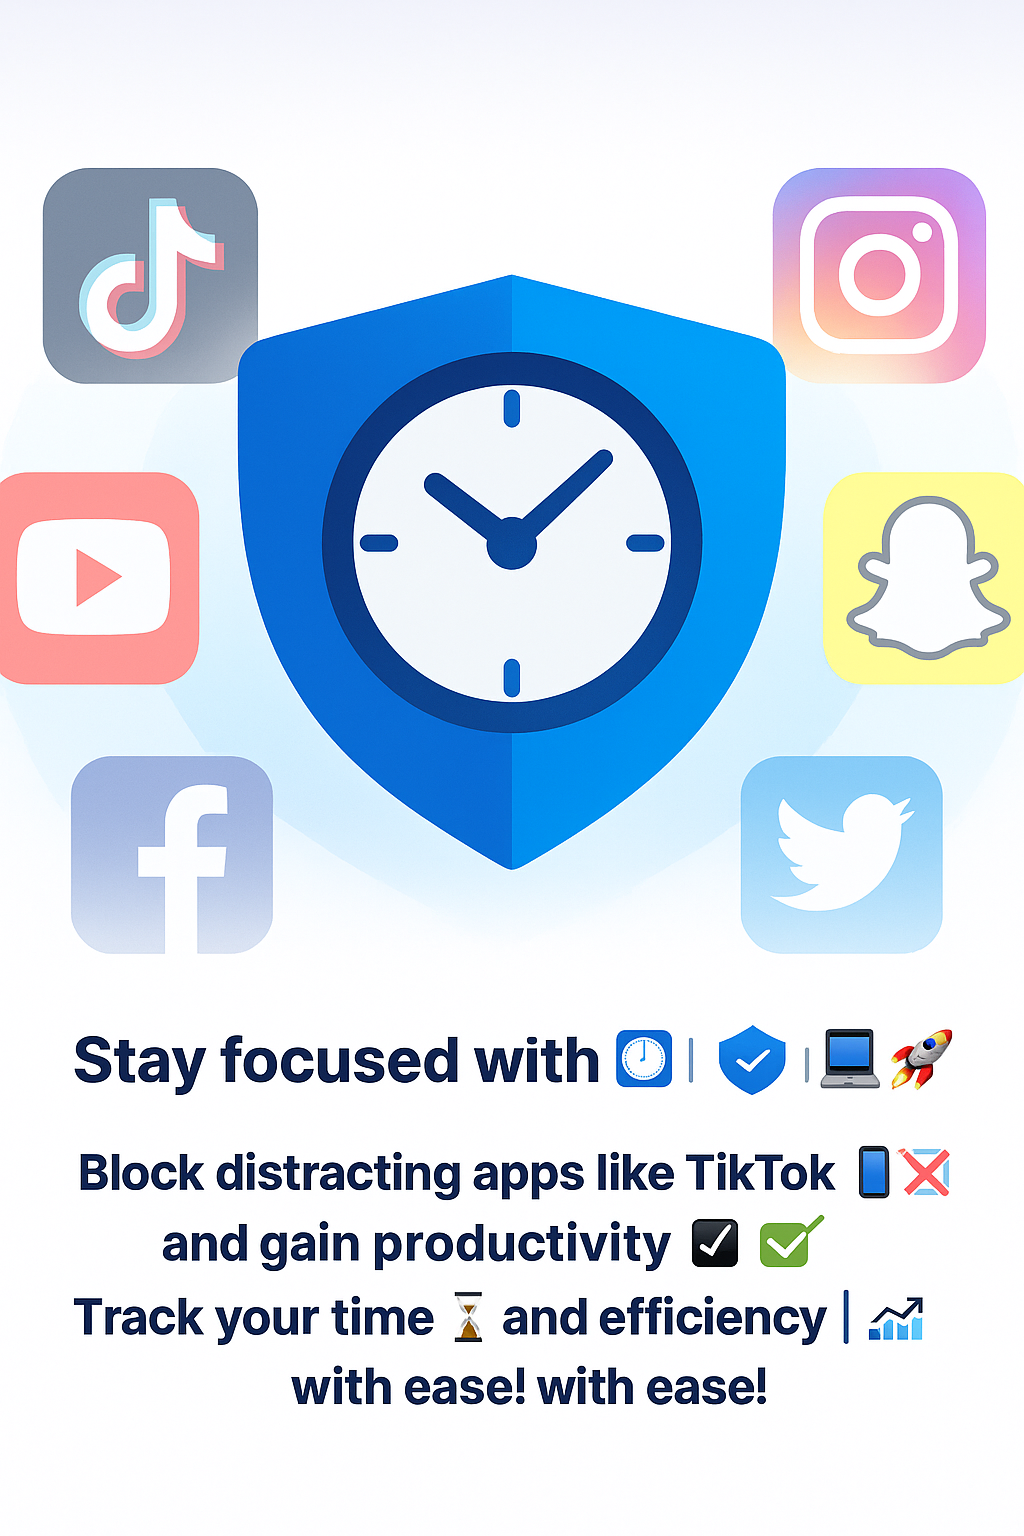 Stay focused with
Block distracting apps like TikTok
and gain productivity
Track your time and efficiency |
with ease! with ease!